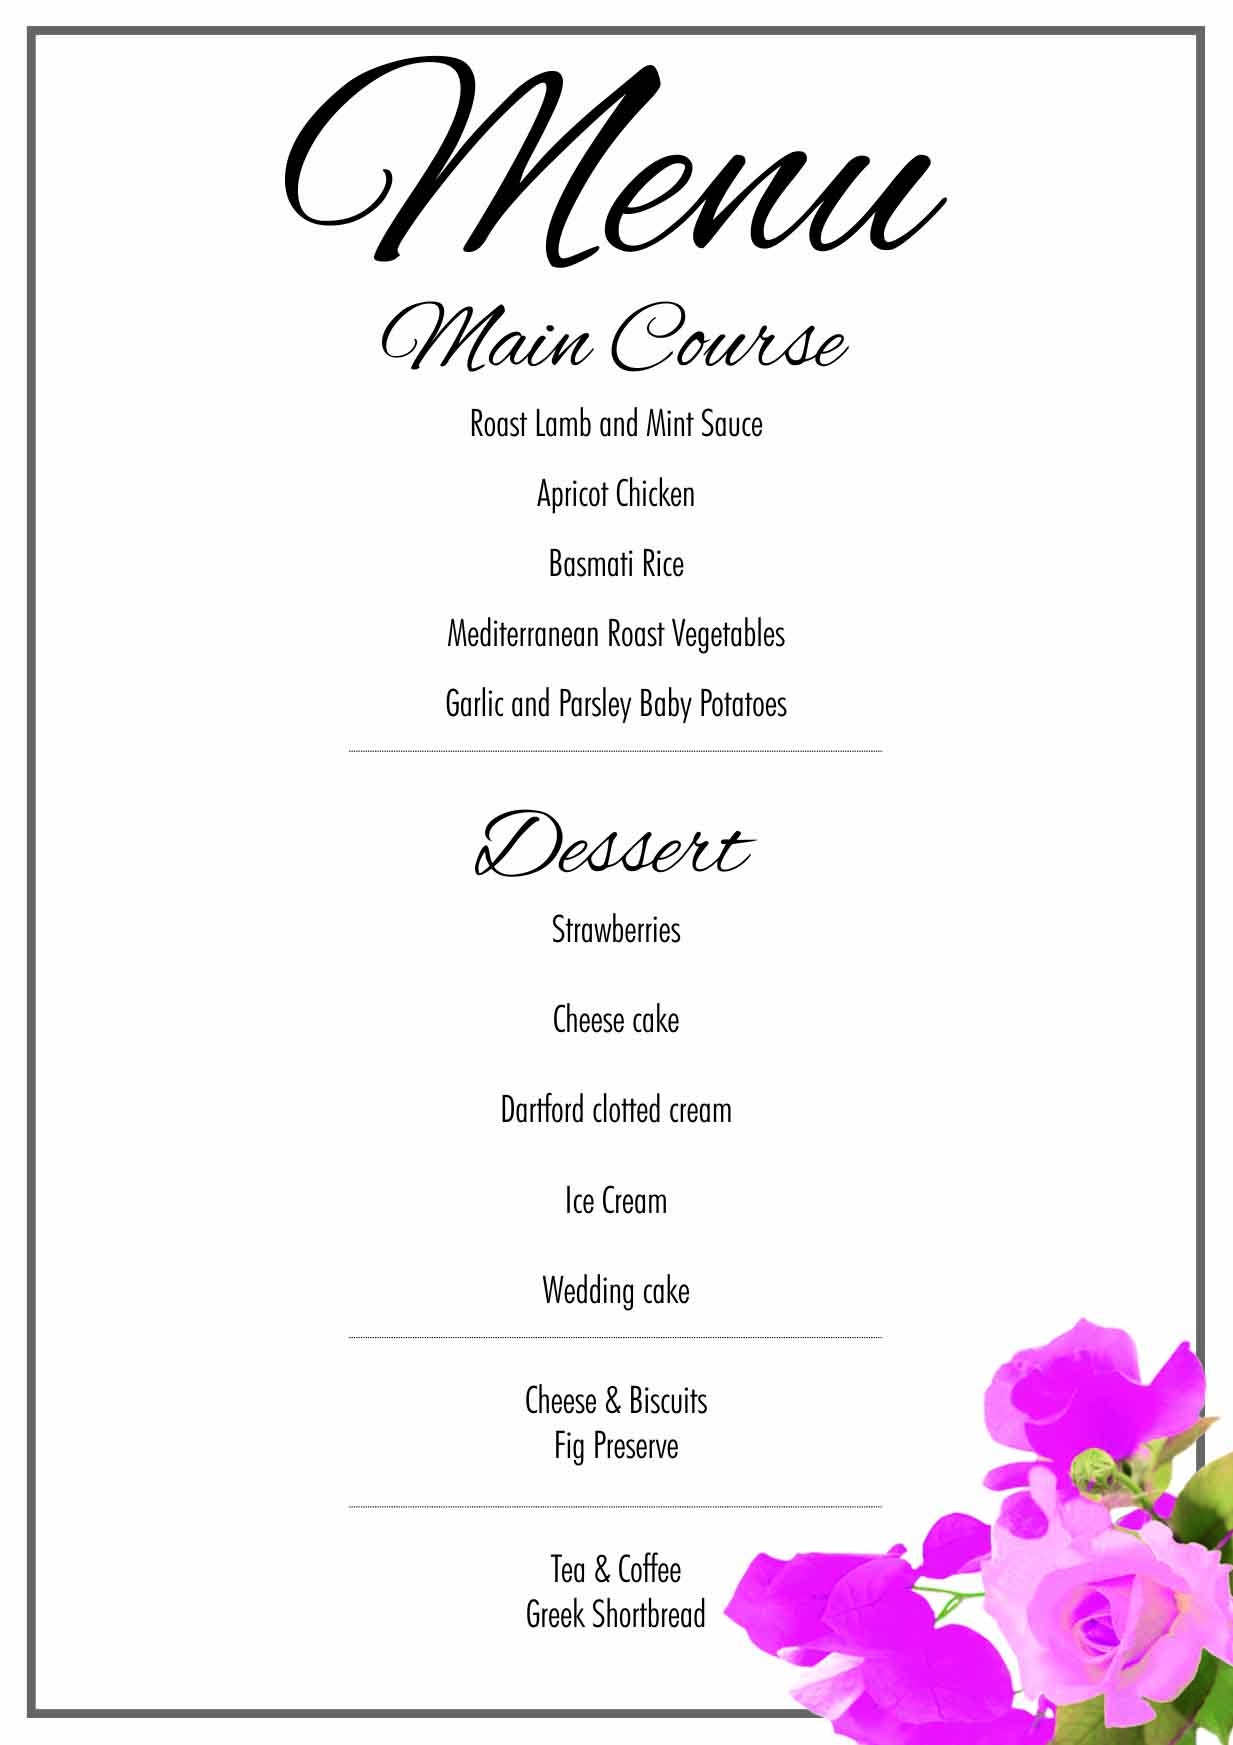 Menu
Main Course
Roast Lamb and Mint Sauce
Apricot Chicken
Basmati Rice
Mediterranean Roast Vegetables
Garlic and Parsley Baby Potatoes
Dessert
Strawberries
Cheese cake
Dartford clotted cream
Ice Cream
Wedding cake
Cheese & Biscuits
Fig Preserve
Tea & Coffee
Greek Shortbread